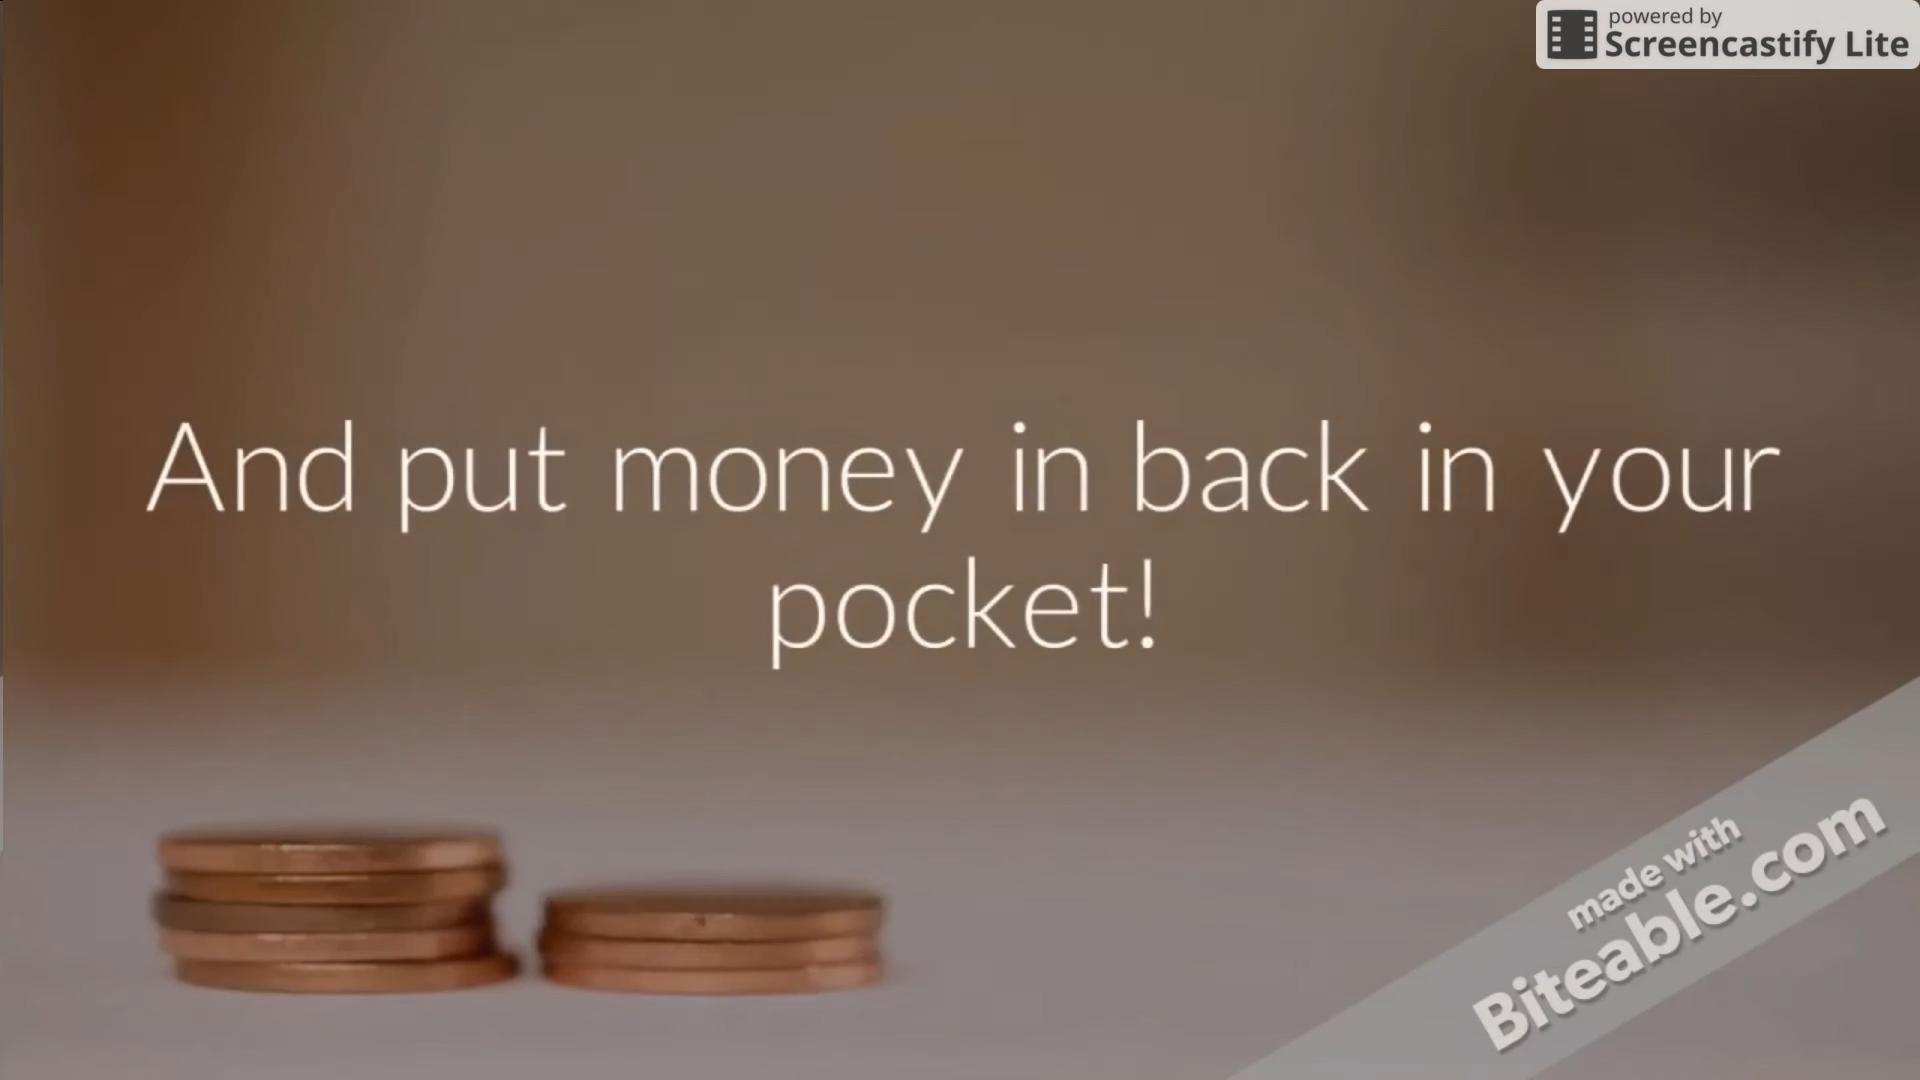 powered by
Screencastify Lite
And put money in back in your
pocket!
made with
Biteable.com